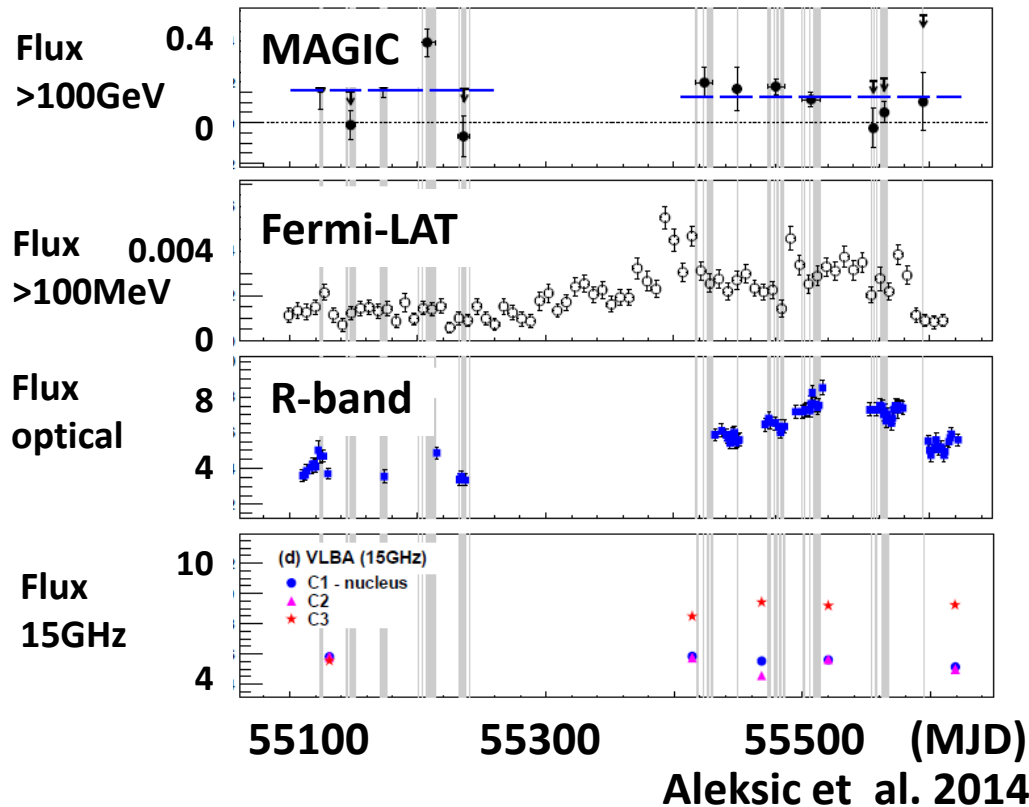 Flux
>100GeV
0.4
0
MAGIC
Flux
>100MeV
0.004
0
Fermi-LAT
Flux
optical
8
4
R-band
Flux
15GHz
10
4
(d) VLBA (15GHz)
C1 - nucleus
C2
C3
55100 55300 55500 (MJD)
Aleksic et al. 2014